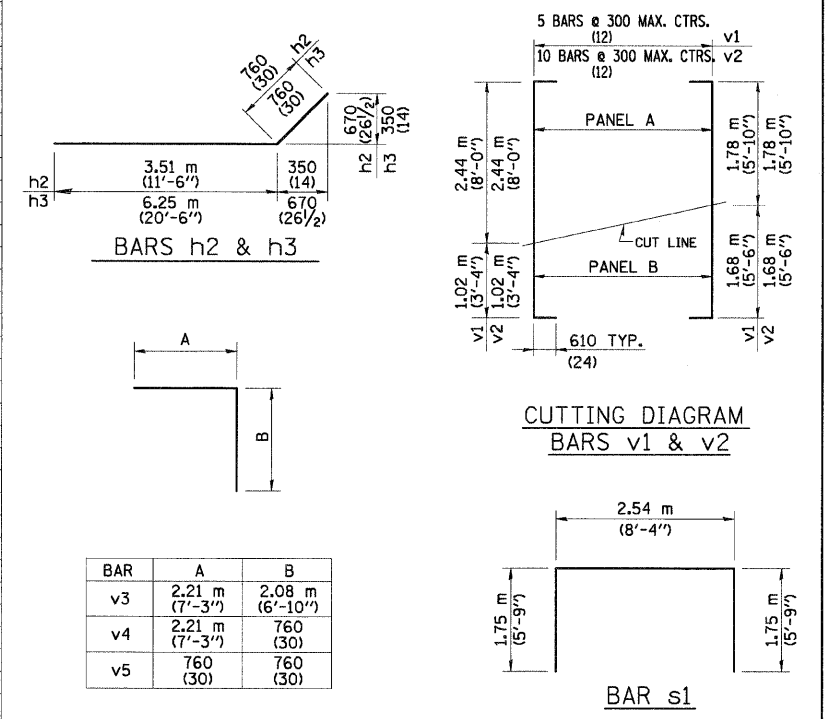 760
(30)
h2
h3
760
(30)
670
(26 1/2)
350
(14)
h2
h3
h2
h3
3.51 m
(11'-6")
6.25 m
(20'-6")
350
(14)
670
(26 1/2)
BARS h2 & h3
5 BARS @ 300 MAX. CTRS.
(12)
v1
10 BARS @ 300 MAX. CTRS. v2
(12)
PANEL A
2.44 m
(8'-0")
2.44 m
(8'-0")
1.78 m
(5'-10")
1.78 m
(5'-10")
CUT LINE
PANEL B
1.02 m
(3'-4")
1.02 m
(3'-4")
1.68 m
(5'-6")
1.68 m
(5'-6")
v1
v2
v1
v2
610 TYP.
(24)
CUTTING DIAGRAM
BARS v1 & v2
A
B
BAR A B
v3 2.21 m (7'-3") 2.08 m (6'-10")
v4 2.21 m (7'-3") 760 (30)
v5 760 (30) 760 (30)
2.54 m
(8'-4")
1.75 m
(5'-9")
1.75 m
(5'-9")
BAR s1